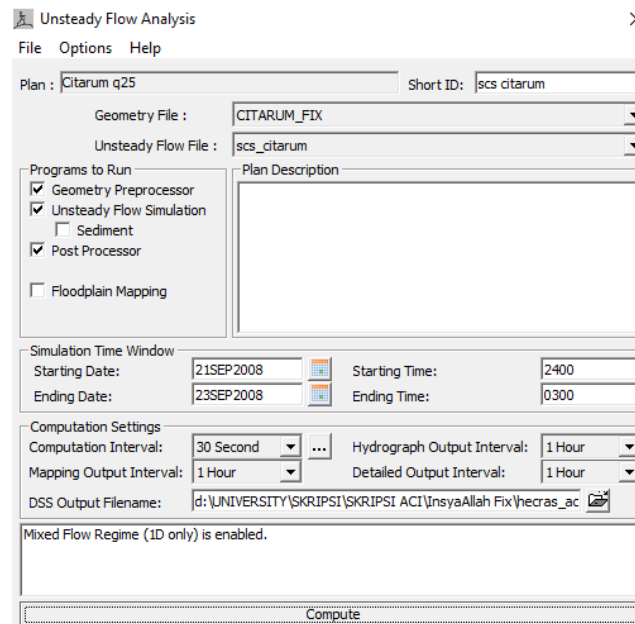 Unsteady Flow Analysis
File Options Help
Plan : Citarum q25 Short ID: scs citarum
Geometry File : CITARUM_FIX
Unsteady Flow File : scs_citarum
Programs to Run Plan Description
Geometry Preprocessor
Unsteady Flow Simulation
Sediment
Post Processor
Floodplain Mapping
Simulation Time Window
Starting Date: 21SEP2008 Starting Time: 2400
Ending Date: 23SEP2008 Ending Time: 0300
Computation Settings
Computation Interval: 30 Second ... Hydrograph Output Interval: 1 Hour
Mapping Output Interval: 1 Hour Detailed Output Interval: 1 Hour
DSS Output Filename: d:\UNIVERSITY\SKRIPSI\SKRIPSI ACI\InsyaAllah Fix\hecras_ac
Mixed Flow Regime (1D only) is enabled.
Compute